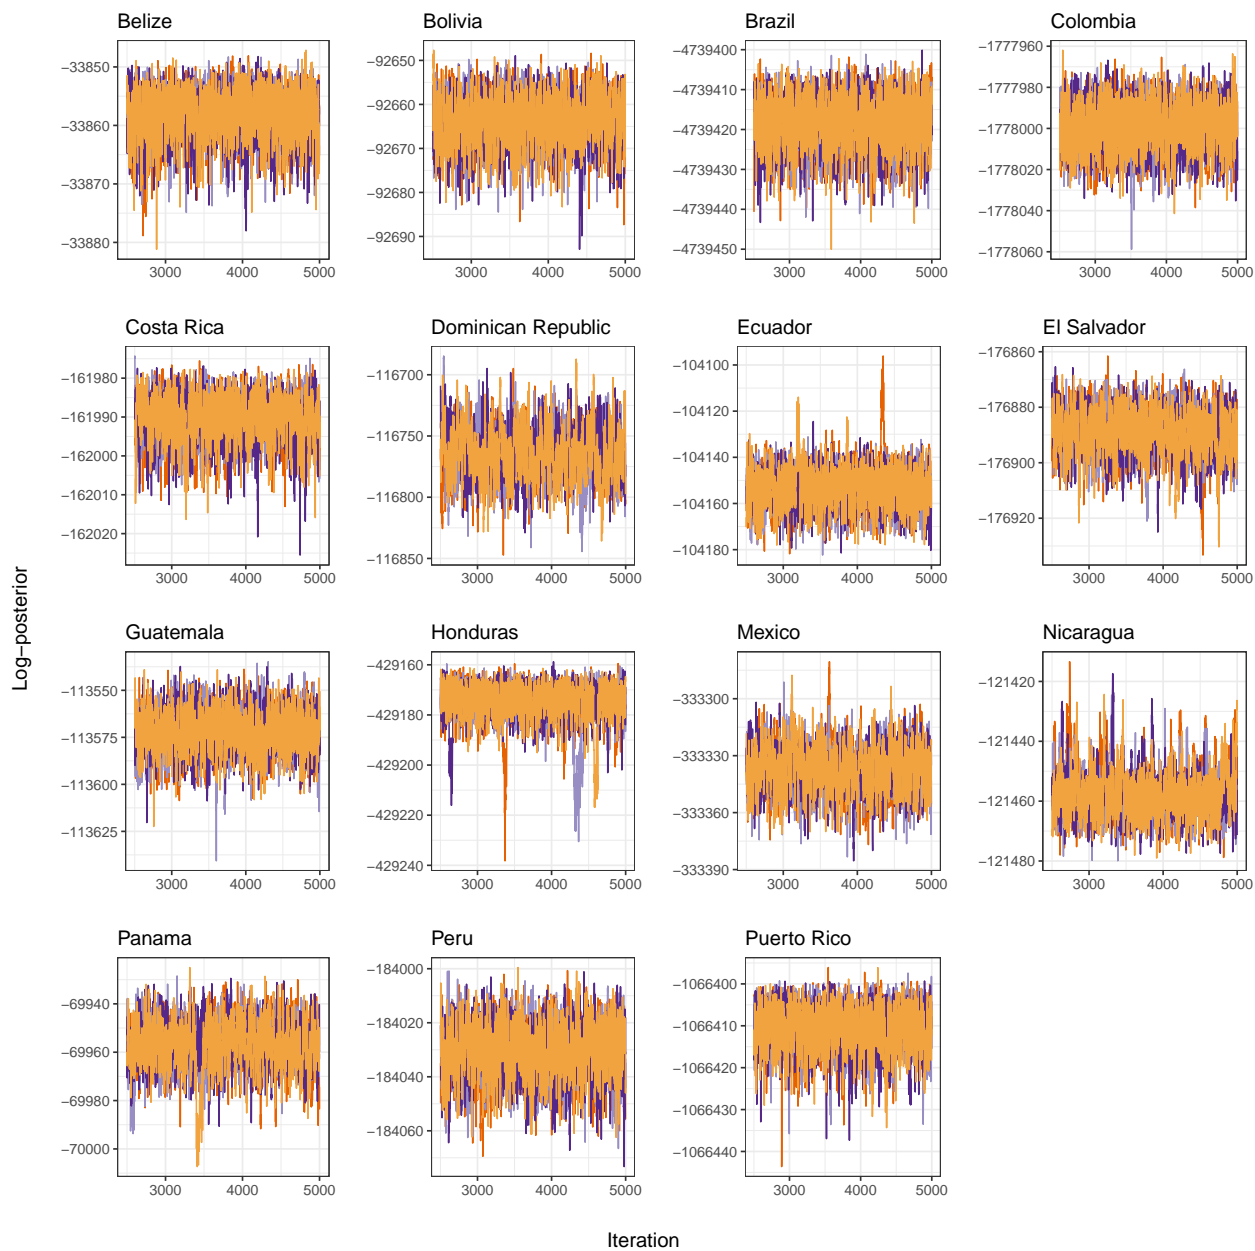 Belize Bolivia Brazil Colombia
−33850 −33860 −33870 −33880
−92650 −92660 −92670 −92680 −92690
−4739400 −4739410 −4739420 −4739430 −4739440 −4739450
−1777960 −1777980 −1778000 −1778020 −1778040 −1778060
3000 4000 5000 3000 4000 5000 3000 4000 5000 3000 4000 5000
Costa Rica Dominican Republic Ecuador El Salvador
−161980 −161990 −162000 −162010 −162020
−116700 −116750 −116800 −116850
−104100 −104120 −104140 −104160 −104180
−176860 −176880 −176900 −176920
3000 4000 5000 3000 4000 5000 3000 4000 5000 3000 4000 5000
Log−posterior
Guatemala Honduras Mexico Nicaragua
−113550 −113575 −113600 −113625
−429160 −429180 −429200 −429220 −429240
−333300 −333330 −333360 −333390
−121420 −121440 −121460 −121480
3000 4000 5000 3000 4000 5000 3000 4000 5000 3000 4000 5000
Panama Peru Puerto Rico
−69940 −69960 −69980 −70000
−184000 −184020 −184040 −184060
−1066400 −1066410 −1066420 −1066430 −1066440
3000 4000 5000 3000 4000 5000 3000 4000 5000
Iteration